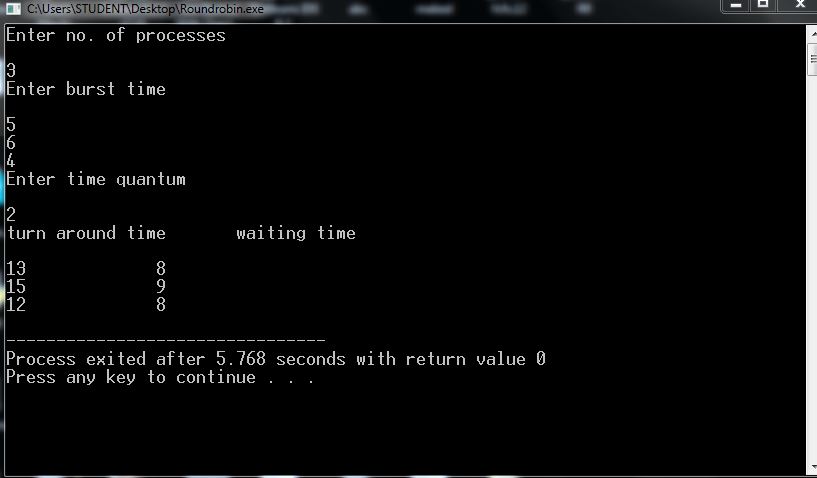 C:\Users\STUDENT\Desktop\Roundrobin.exe
Enter no. of processes
3
Enter burst time
5
6
4
Enter time quantum
2
turn around time waiting time
13 8
15 9
12 8
--------------------------------
Process exited after 5.768 seconds with return value 0
Press any key to continue . . .